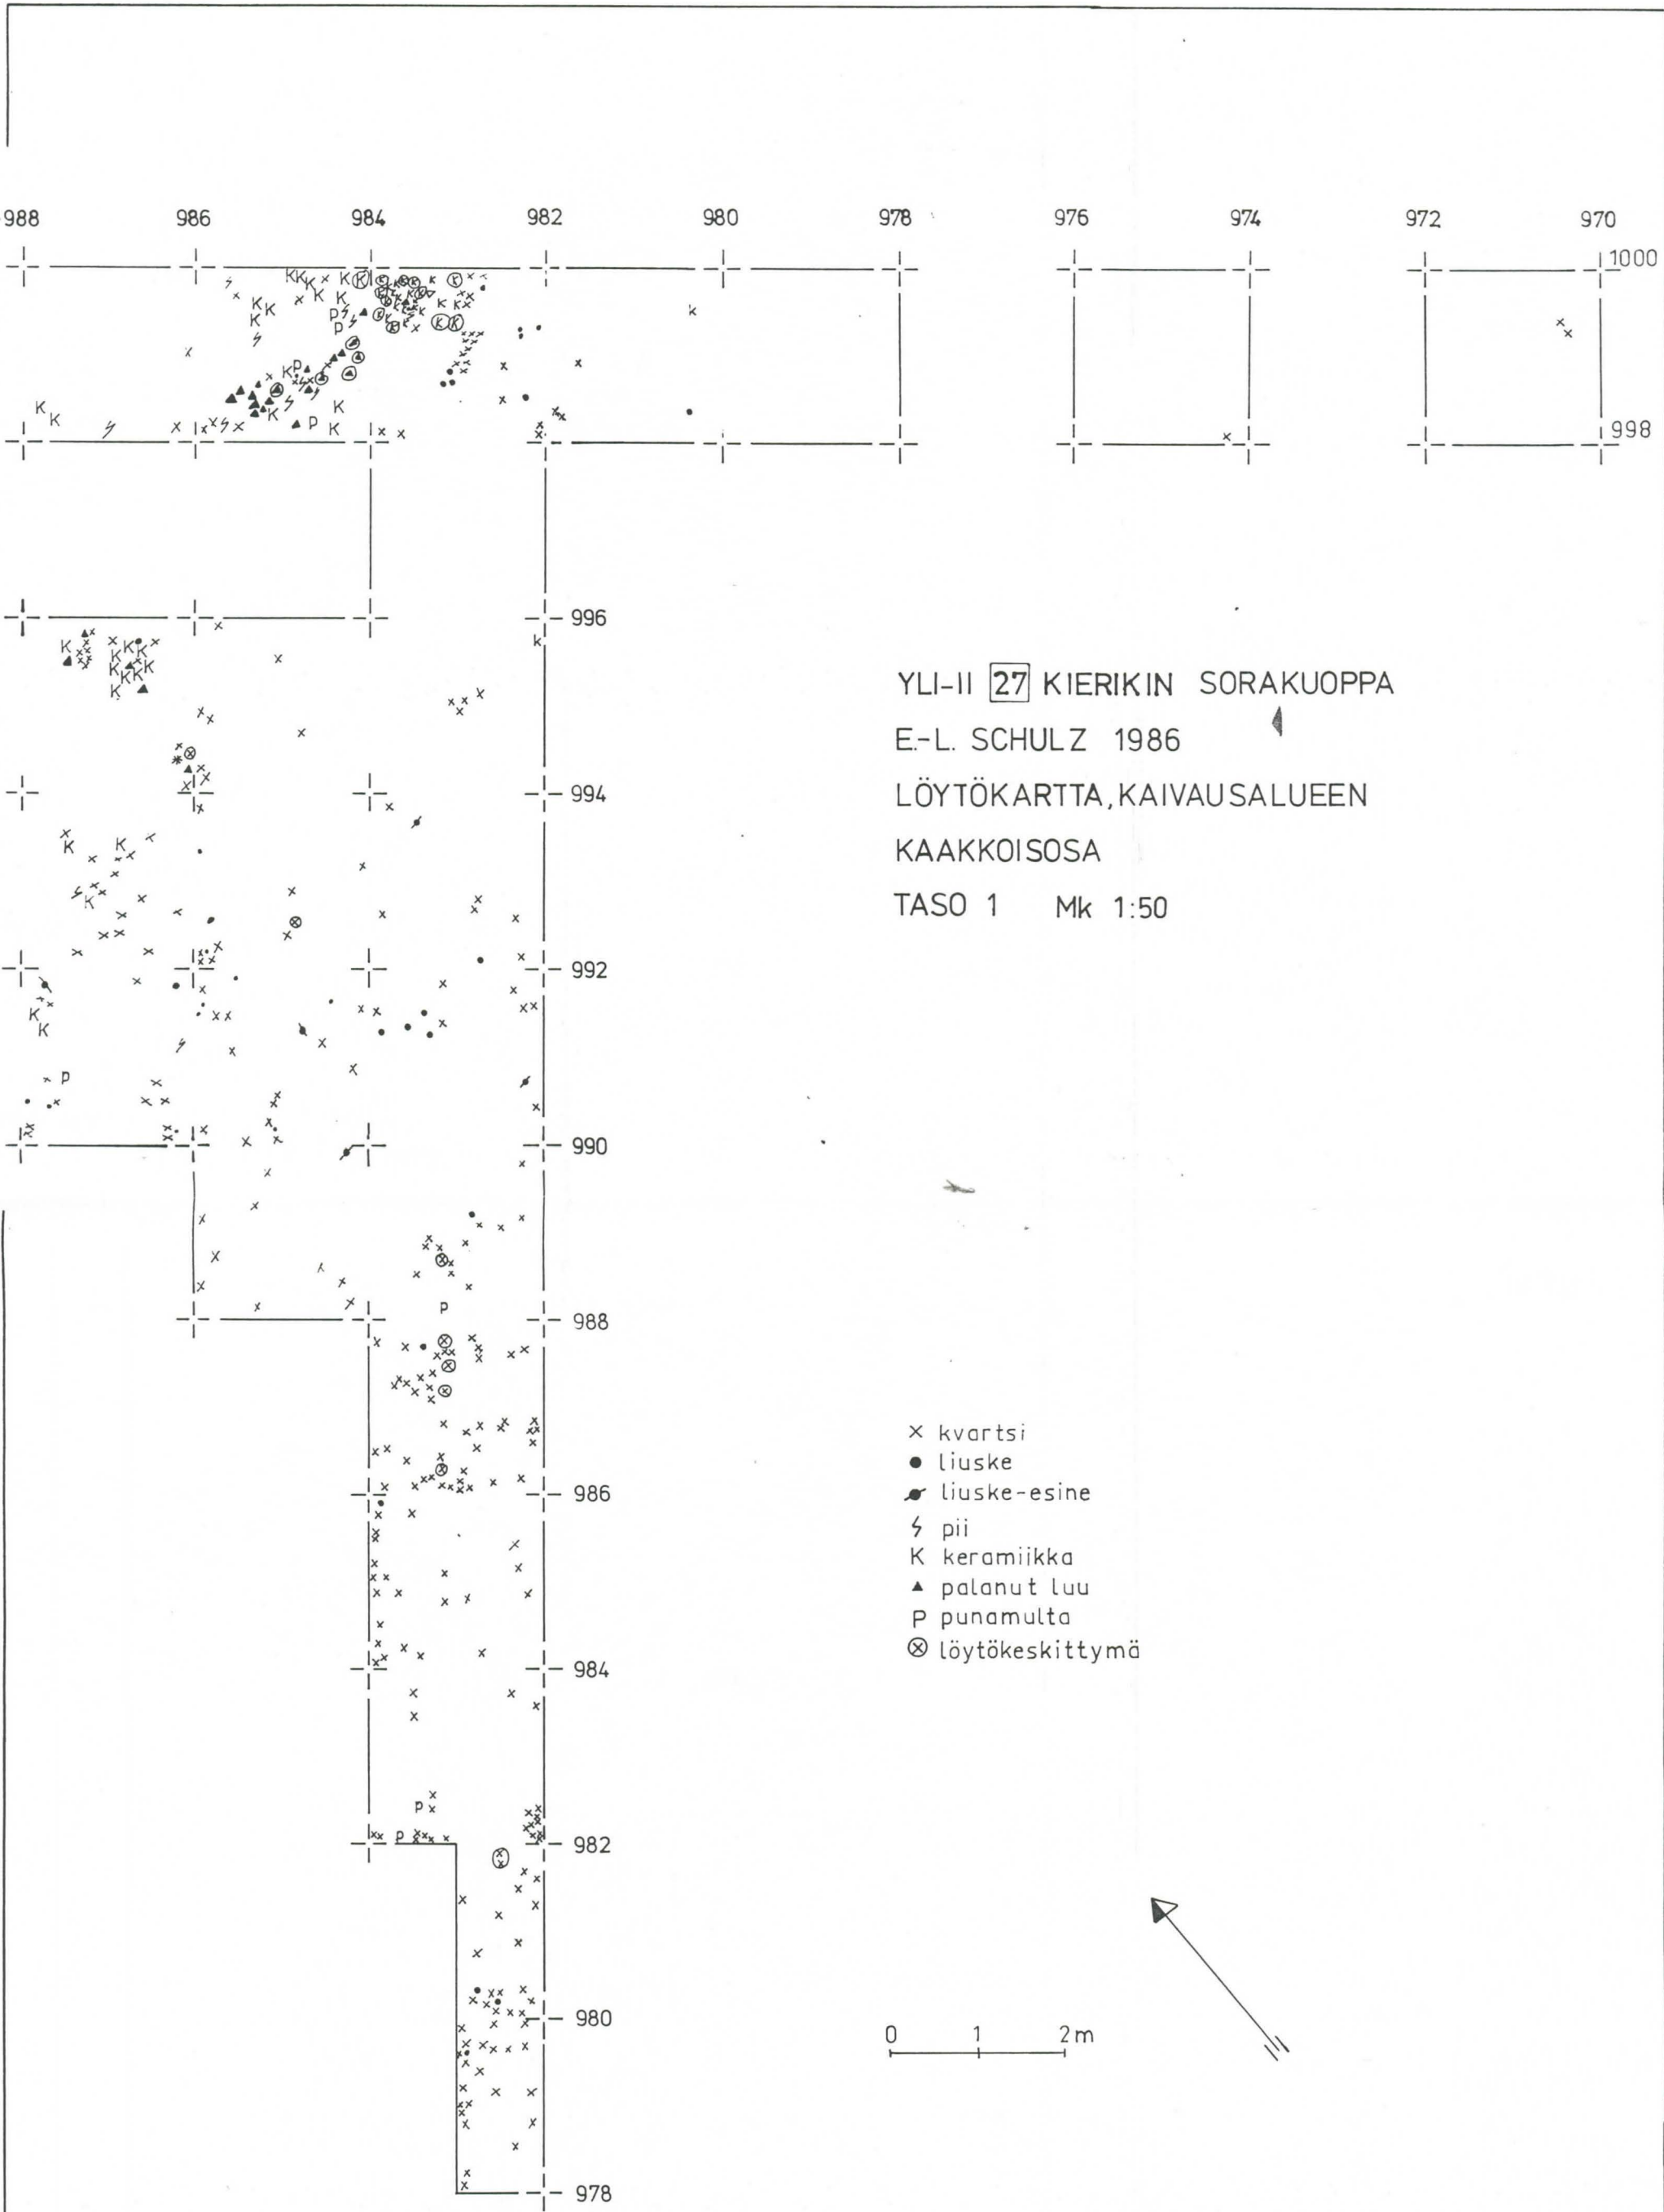 988 986 984 982 980 978 976 974 972 970
1000
998
996
994
992
990
988
986
984
982
980
978
YLI-II 27 KIERIKIN SORAKUOPPA
E.-L. SCHULZ 1986
LÖYTÖKARTTA, KAIVAUSALUEEN
KAAKKOISOSA
TASO 1 Mk 1:50
x kvartsi
● liuske
liuske-esine
pii
K keramiikka
▲ palanut luu
P punamulta
⊗ löytökeskittymä
0 1 2m